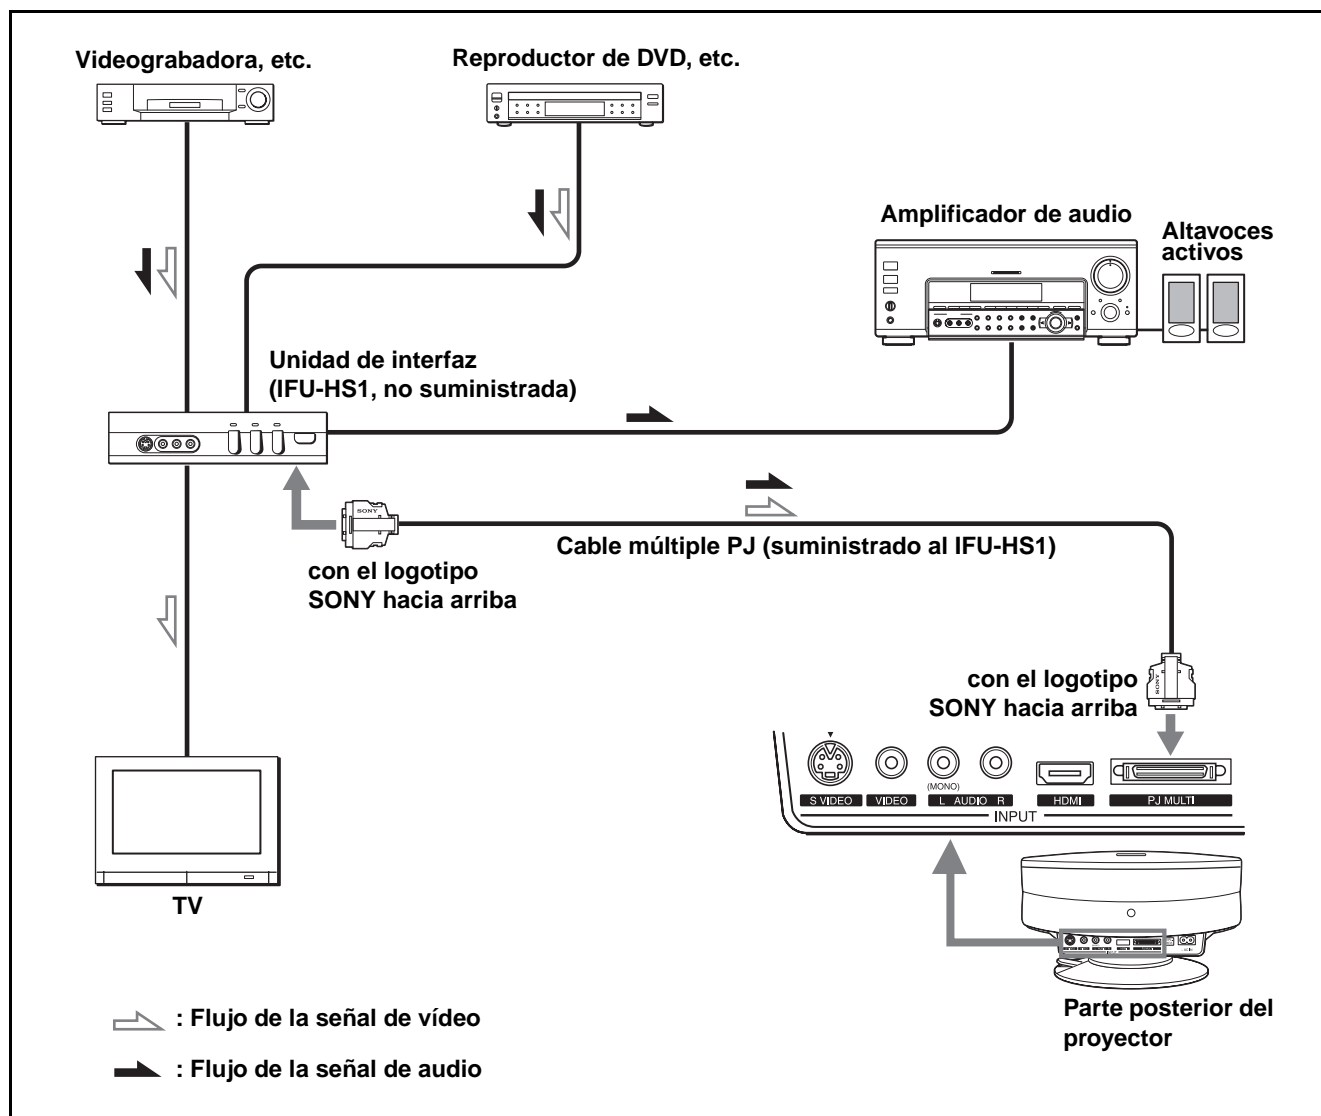 Videograbadora, etc.
Reproductor de DVD, etc.
Amplificador de audio
Altavoces
activos
Unidad de interfaz
(IFU-HS1, no suministrada)
SONY
Cable múltiple PJ (suministrado al IFU-HS1)
con el logotipo
SONY hacia arriba
con el logotipo
SONY hacia arriba
SONY
(MONO)
S VIDEO VIDEO L AUDIO R HDMI PJ MULTI
INPUT
TV
Parte posterior del
proyector
: Flujo de la señal de vídeo
: Flujo de la señal de audio